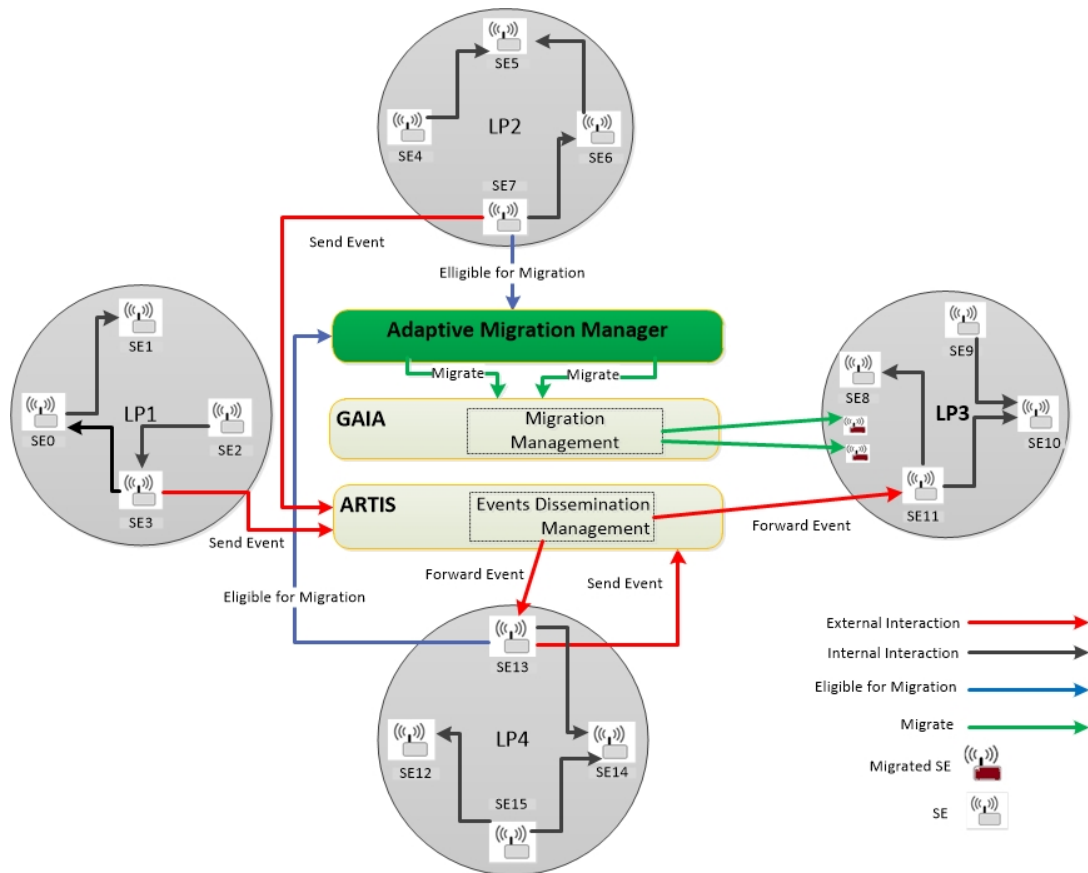 SE5
LP2
SE4
SE6
SE7
Send Event
Elligible for Migration
Adaptive Migration Manager
Migrate
Migrate
GAIA
Migration
Management
ARTIS
Events Dissemination
Management
SE1
LP1
SE0
SE2
SE3
Send Event
SE9
SE8
LP3
SE10
SE11
Forward Event
Forward Event
Send Event
Eligible for Migration
SE13
LP4
SE12
SE14
SE15
External Interaction
Internal Interaction
Eligible for Migration
Migrate
Migrated SE
SE